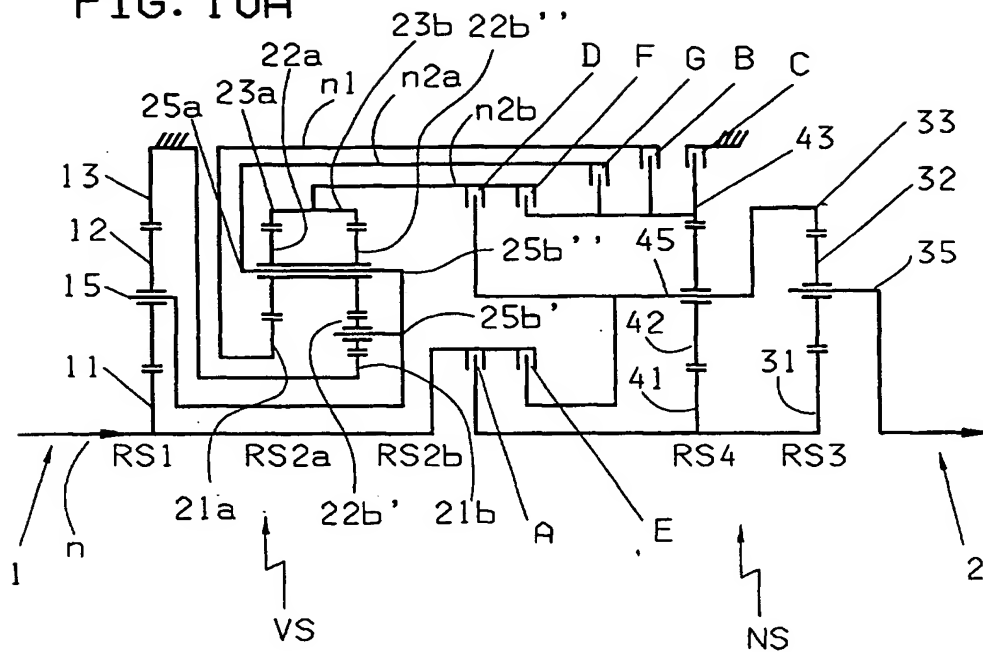 FIG. 10A
23b 22b''
22a
D F G B C
23a n1 n2a
25a n2b
13
43 33
12
32
45
15
25b''
35
25b'
42
11
41 31
RS1 RS2a RS2b RS4 RS3
n
21a 22b' 21b
A E
1
2
VS
NS